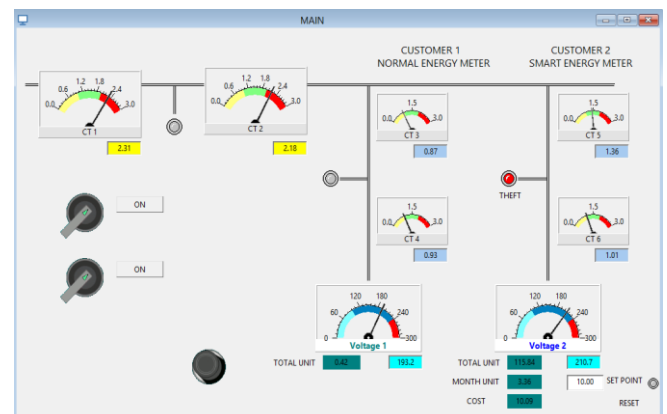 MAIN
CUSTOMER 1
NORMAL ENERGY METER
CUSTOMER 2
SMART ENERGY METER
0.0 0.6 1.2 1.8 2.4 3.0
CT 1
2.31
0.0 0.6 1.2 1.8 2.4 3.0
CT 2
2.18
0.0 1.5 3.0
CT 3
0.87
0.0 1.5 3.0
CT 5
1.36
THEFT
ON
ON
0.0 1.5 3.0
CT 4
0.93
0.0 1.5 3.0
CT 6
1.01
0 60 120 180 240 300
Voltage 1
0 60 120 180 240 300
Voltage 2
TOTAL UNIT 0.42 193.2
TOTAL UNIT 115.84 210.7
MONTH UNIT 3.36 10.00 SET POINT
COST 10.09 RESET